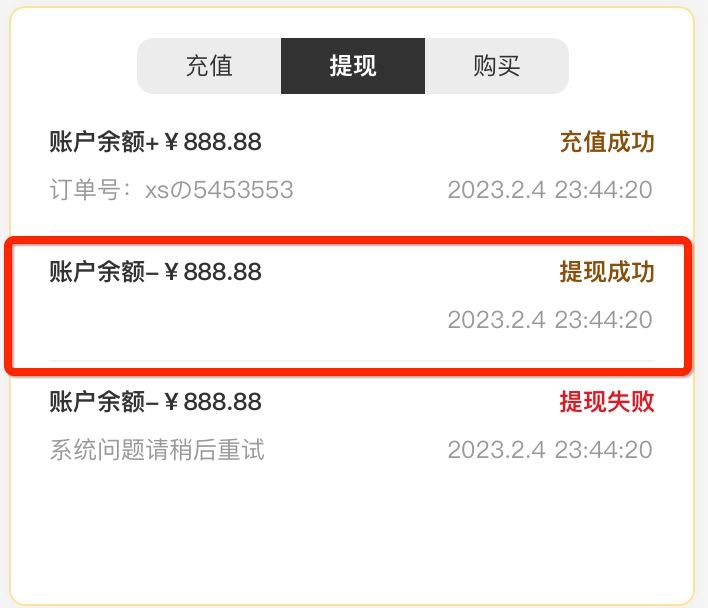 充值 提现 购买
账户余额+￥888.88 充值成功
订单号：xsの5453553 2023.2.4 23:44:20
账户余额-￥888.88 提现成功
2023.2.4 23:44:20
账户余额-￥888.88 提现失败
系统问题请稍后重试 2023.2.4 23:44:20